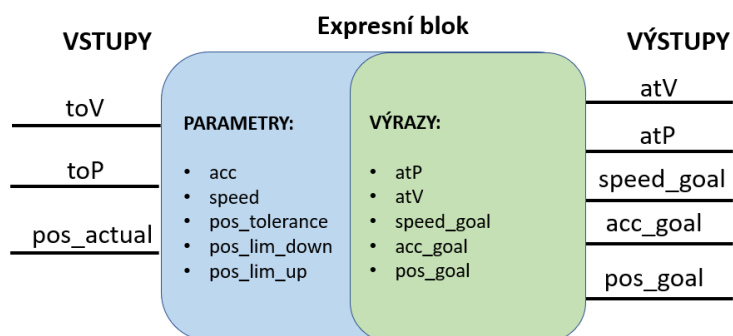 Expresní blok
VSTUPY
toV
toP
pos_actual
PARAMETRY:
• acc
• speed
• pos_tolerance
• pos_lim_down
• pos_lim_up
VÝRAZY:
• atP
• atV
• speed_goal
• acc_goal
• pos_goal
VÝSTUPY
atV
atP
speed_goal
acc_goal
pos_goal